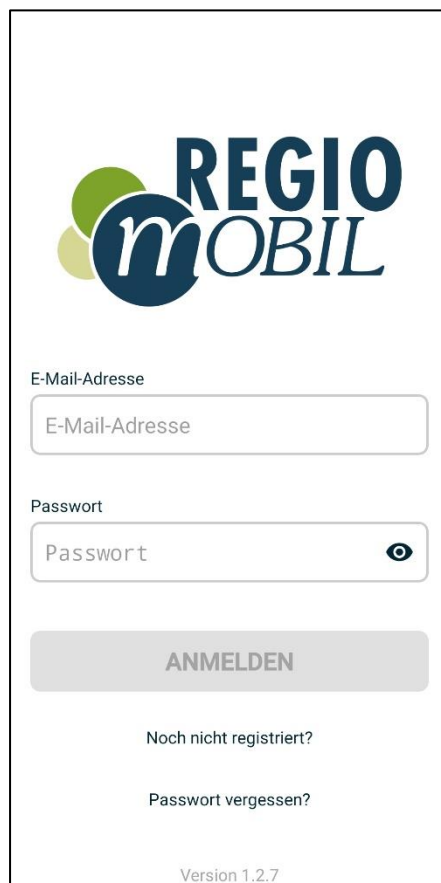 REGIO
mOBIL
E-Mail-Adresse
E-Mail-Adresse
Passwort
Passwort
ANMELDEN
Noch nicht registriert?
Passwort vergessen?
Version 1.2.7